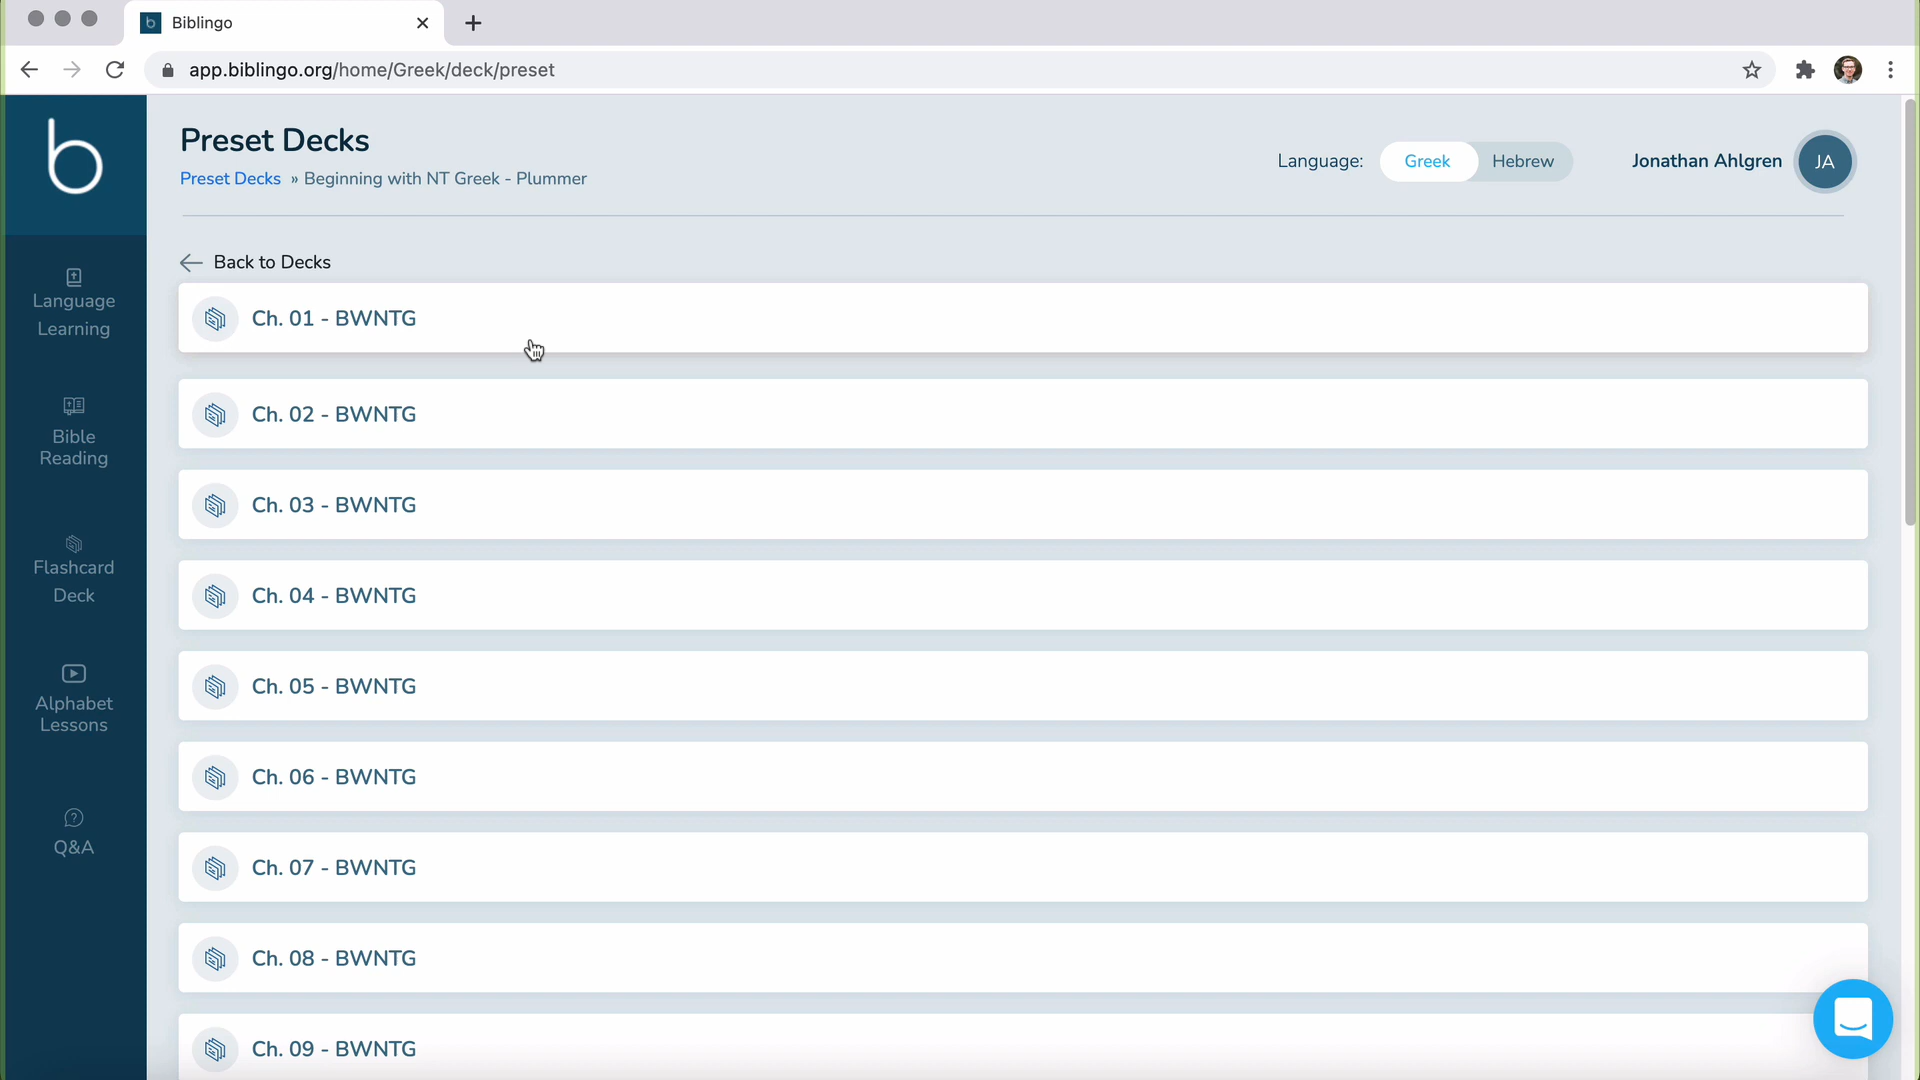 Biblingo
app.biblingo.org/home/Greek/deck/preset
b
Preset Decks
Preset Decks » Beginning with NT Greek - Plummer
Language: Greek Hebrew
Jonathan Ahlgren JA
Language
Learning
Bible
Reading
Flashcard
Deck
Alphabet
Lessons
Q&A
Back to Decks
Ch. 01 - BWNTG
Ch. 02 - BWNTG
Ch. 03 - BWNTG
Ch. 04 - BWNTG
Ch. 05 - BWNTG
Ch. 06 - BWNTG
Ch. 07 - BWNTG
Ch. 08 - BWNTG
Ch. 09 - BWNTG